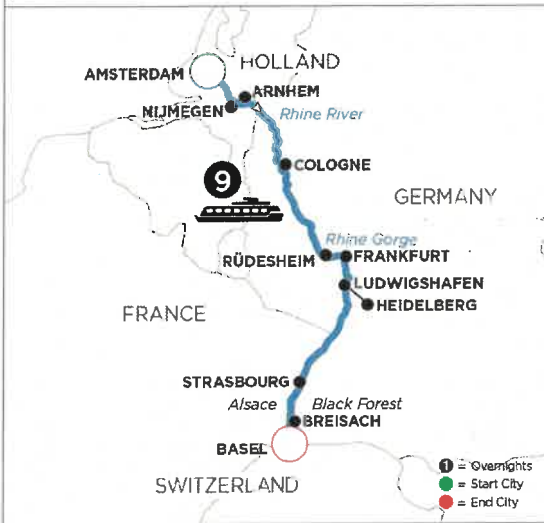 HOLLAND
AMSTERDAM
ARNHEM
NIJMEGEN
Rhine River
COLOGNE
9
GERMANY
Rhine Gorge
RÜDESHEIM
FRANKFURT
LUDWIGSHAFEN
HEIDELBERG
FRANCE
STRASBOURG
Alsace
Black Forest
BREISACH
BASEL
SWITZERLAND
1 = Overnights
= Start City
= End City